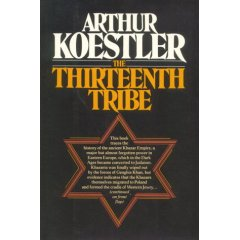 ARTHUR
KOESTLER
THE
THIRTEENTH
TRIBE
This book
traces the
history of the ancient Khazar Empire, a
major but almost forgotten power in
Eastern Europe, which in the Dark
Ages became converted to Judaism.
Khazaria was finally wiped out
by the forces of Genghis Khan, but
evidence indicates that the Khazars
themselves migrated to Poland
and formed the cradle of Western Jewry...
(continued
on front
flap)